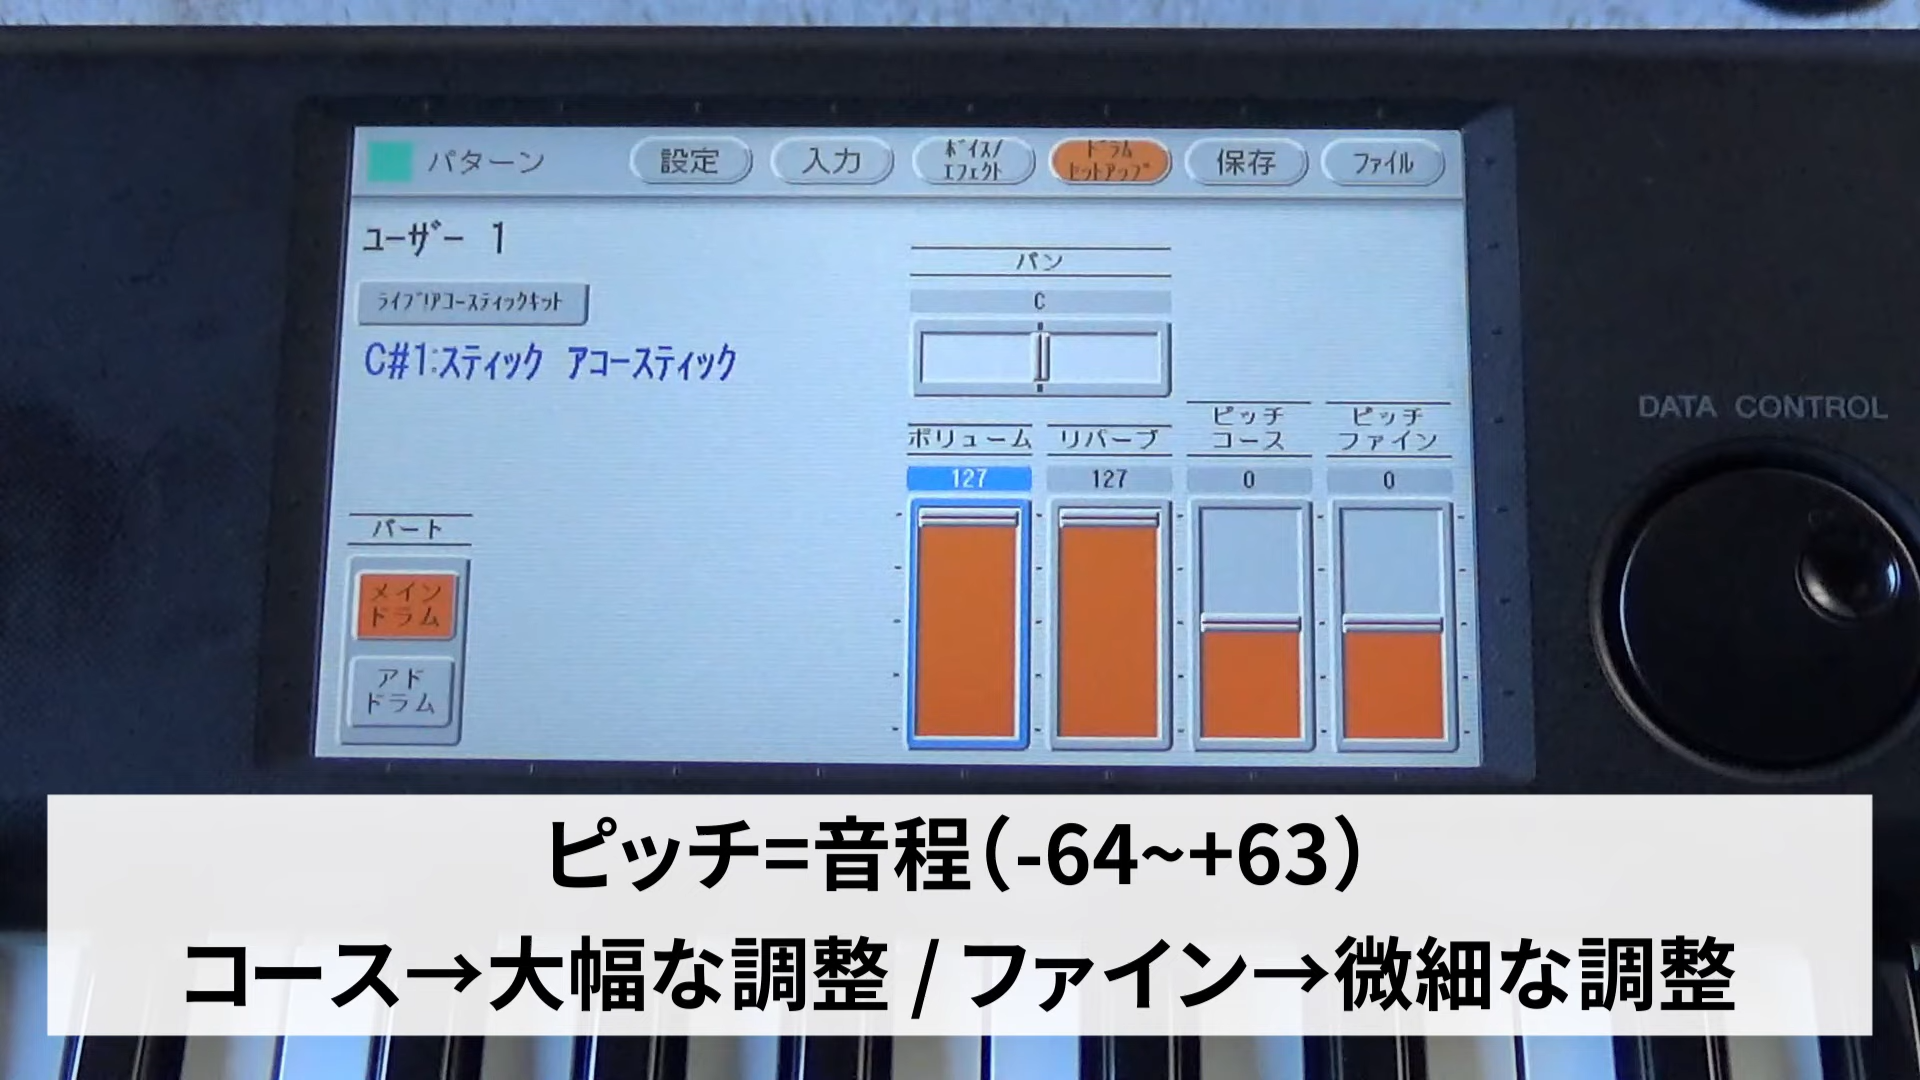 パターン
設定
入力
ﾎﾞｲｽ/
ｴﾌｪｸﾄ
ﾄﾞﾗﾑ
ｾｯﾄｱｯﾌﾟ
保存
ﾌｧｲﾙ
ﾕｰｻﾞｰ 1
ﾗｲﾌﾞ!ｱｺｰｽﾃｨｯｸｷｯﾄ
C#1:ｽﾃｨｯｸ ｱｺｰｽﾃｨｯｸ
パン
C
ボリューム
127
リバーブ
127
ピッチ
コース
0
ピッチ
ファイン
0
パート
メイン
ドラム
アド
ドラム
DATA CONTROL
ピッチ=音程（-64~+63）
コース→大幅な調整 / ファイン→微細な調整